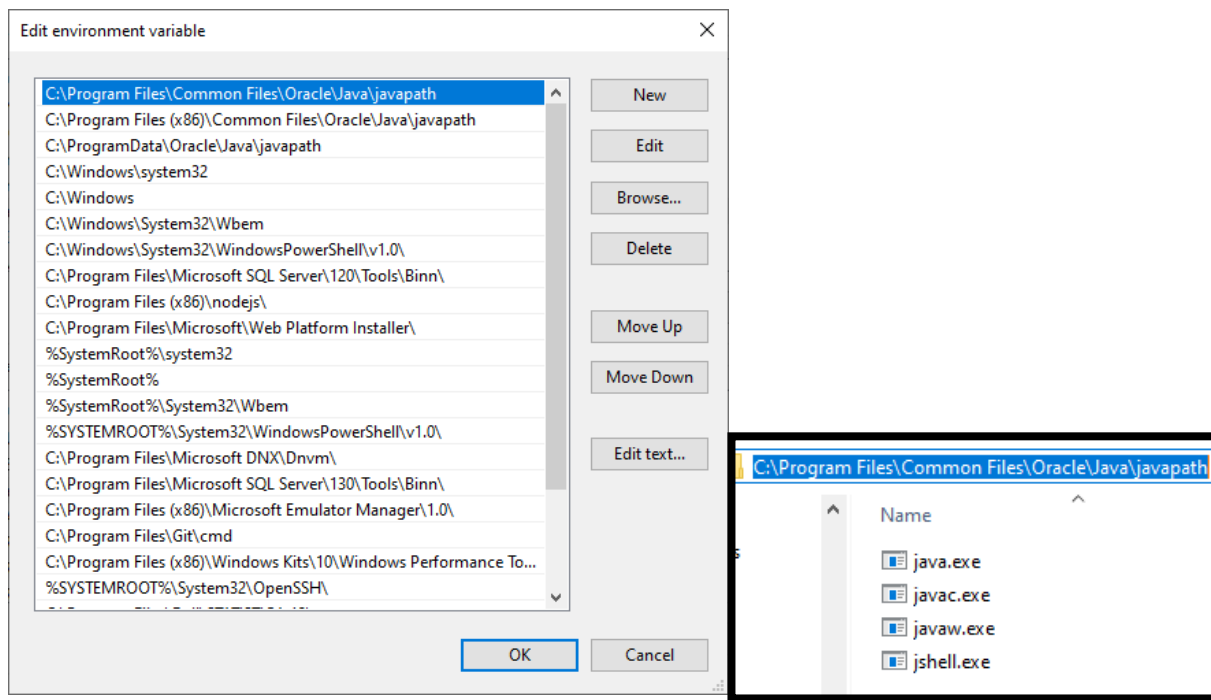 Edit environment variable
C:\Program Files\Common Files\Oracle\Java\javapath
C:\Program Files (x86)\Common Files\Oracle\Java\javapath
C:\ProgramData\Oracle\Java\javapath
C:\Windows\system32
C:\Windows
C:\Windows\System32\Wbem
C:\Windows\System32\WindowsPowerShell\v1.0\
C:\Program Files\Microsoft SQL Server\120\Tools\Binn\
C:\Program Files (x86)\nodejs\
C:\Program Files\Microsoft\Web Platform Installer\
%SystemRoot%\system32
%SystemRoot%
%SystemRoot%\System32\Wbem
%SYSTEMROOT%\System32\WindowsPowerShell\v1.0\
C:\Program Files\Microsoft DNX\Dnvm\
C:\Program Files\Microsoft SQL Server\130\Tools\Binn\
C:\Program Files (x86)\Microsoft Emulator Manager\1.0\
C:\Program Files\Git\cmd
C:\Program Files (x86)\Windows Kits\10\Windows Performance To...
%SYSTEMROOT%\System32\OpenSSH\
New
Edit
Browse...
Delete
Move Up
Move Down
Edit text...
OK
Cancel
C:\Program Files\Common Files\Oracle\Java\javapath
Name
java.exe
javac.exe
javaw.exe
jshell.exe